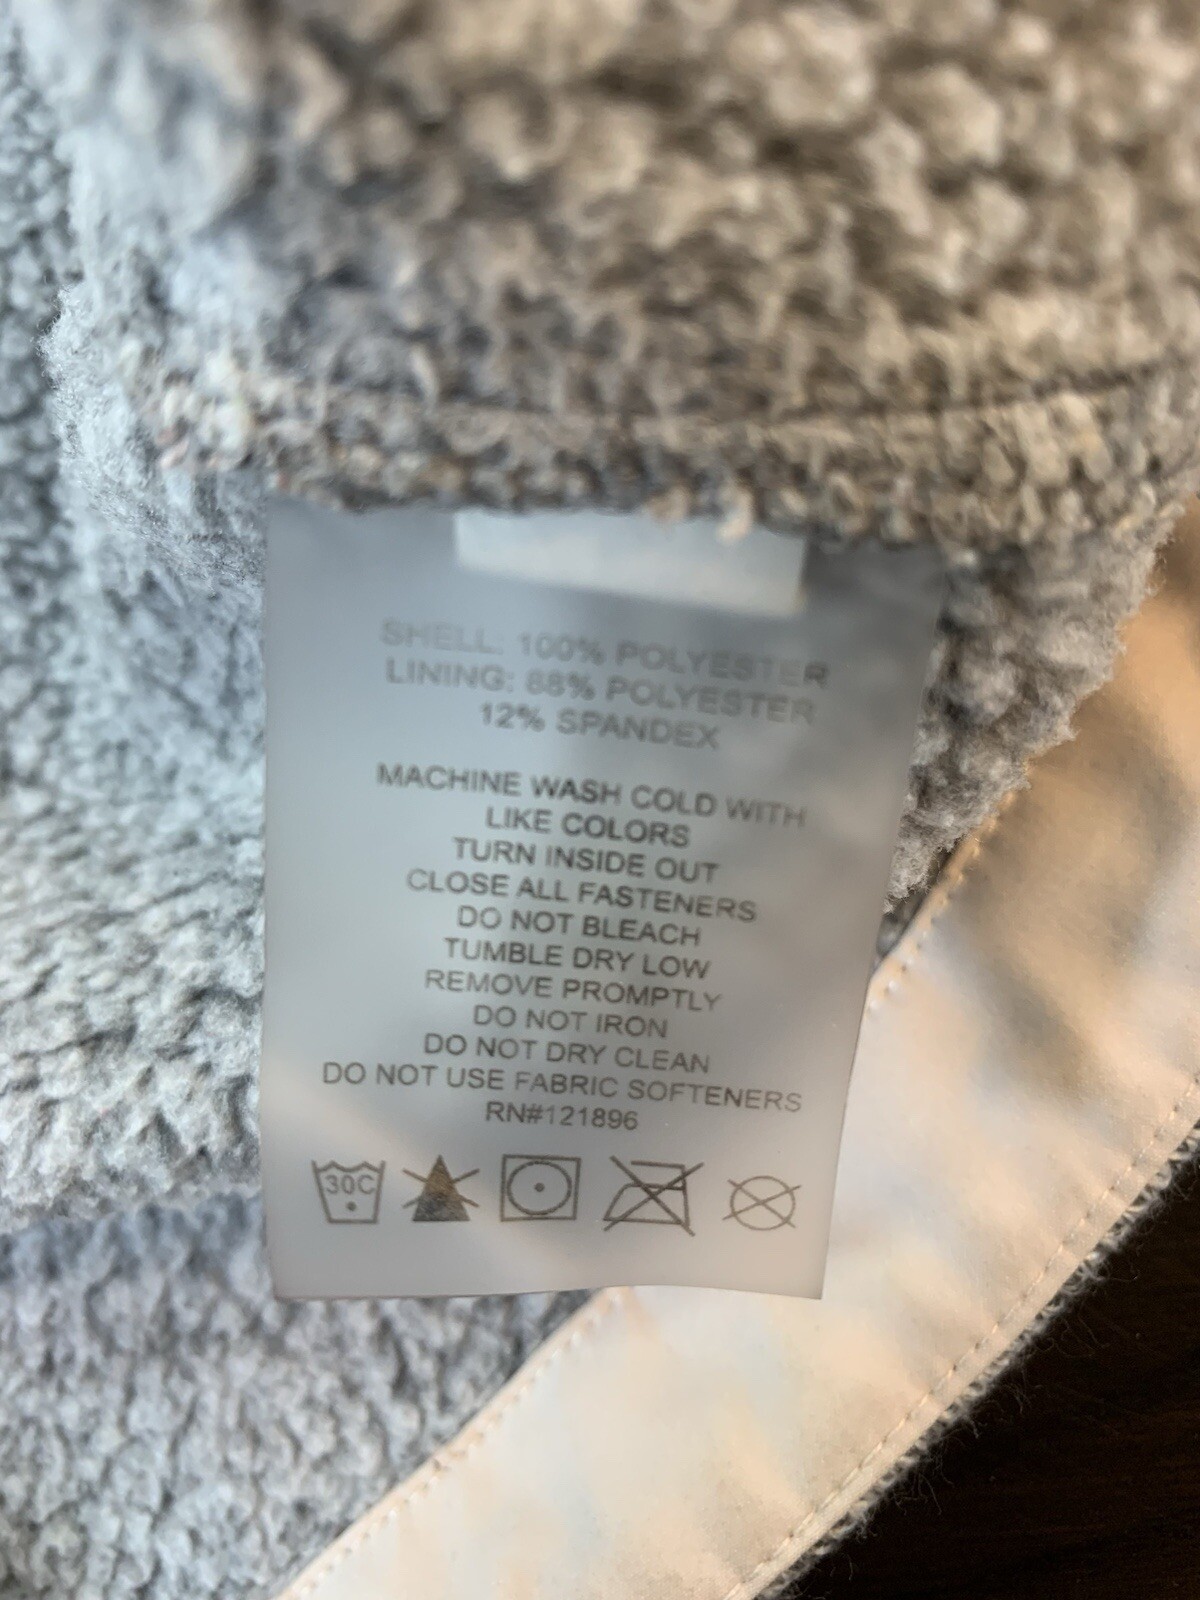 SHELL: 100% POLYESTER
LINING: 88% POLYESTER
12% SPANDEX
MACHINE WASH COLD WITH
LIKE COLORS
TURN INSIDE OUT
CLOSE ALL FASTENERS
DO NOT BLEACH
TUMBLE DRY LOW
REMOVE PROMPTLY
DO NOT IRON
DO NOT DRY CLEAN
DO NOT USE FABRIC SOFTENERS
RN#121896
30C